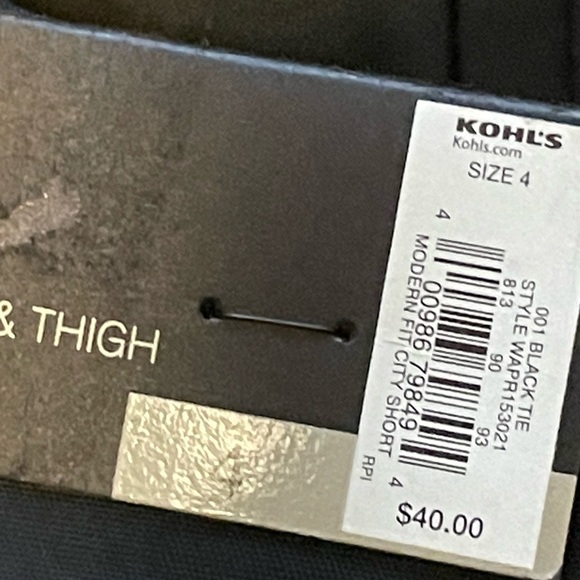 & THIGH
KOHL'S
Kohls.com
SIZE 4
001 BLACK TIE
STYLE WAPR153021
813 90 93
4 00986 79849 4
MODERN FIT CITY SHORT
RPI
$40.00